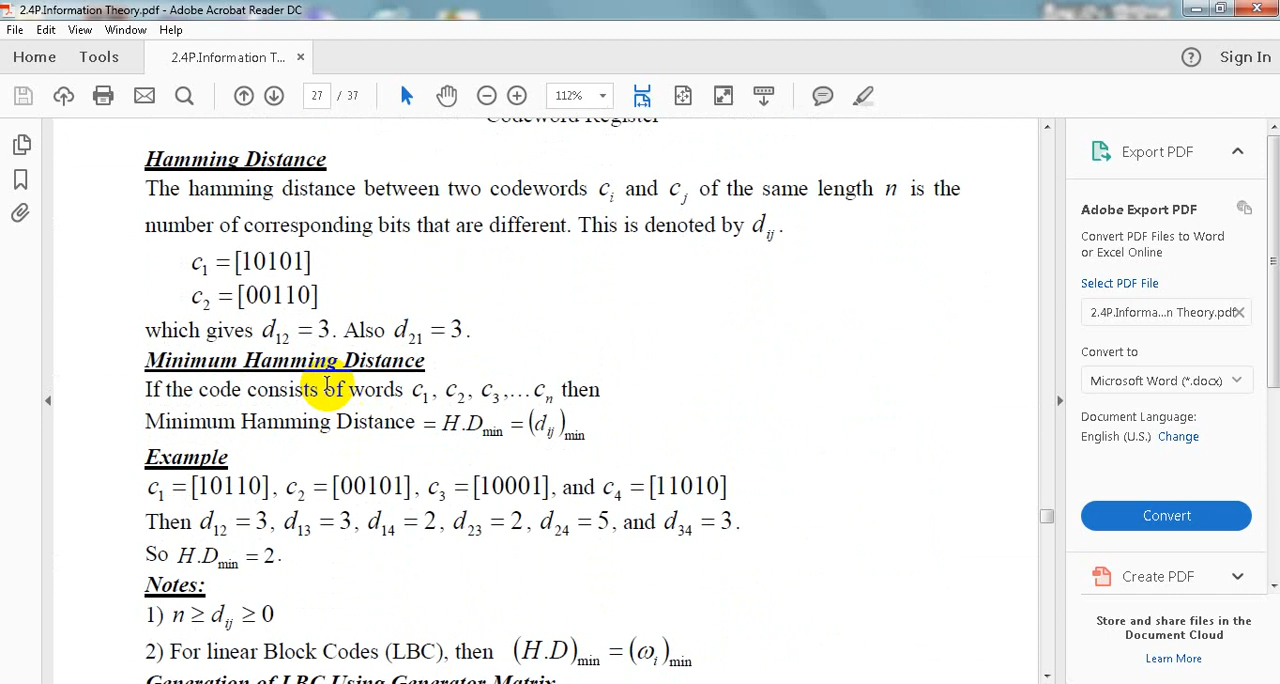 2.4P.Information Theory.pdf - Adobe Acrobat Reader DC
File Edit View Window Help
Home Tools 2.4P.Information T... × Sign In
27 / 37 112%
Codeword Register
Hamming Distance
The hamming distance between two codewords c_i and c_j of the same length n is the
number of corresponding bits that are different. This is denoted by d_ij.
c_1 = [10101]
c_2 = [00110]
which gives d_12 = 3. Also d_21 = 3.
Minimum Hamming Distance
If the code consists of words c_1, c_2, c_3,...c_n then
Minimum Hamming Distance = H.D_min = (d_ij)_min
Example
c_1 = [10110], c_2 = [00101], c_3 = [10001], and c_4 = [11010]
Then d_12 = 3, d_13 = 3, d_14 = 2, d_23 = 2, d_24 = 5, and d_34 = 3.
So H.D_min = 2.
Notes:
1) n ≥ d_ij ≥ 0
2) For linear Block Codes (LBC), then (H.D)_min = (ω_i)_min
Generation of LBC Using Generator Matrix
Export PDF
Adobe Export PDF
Convert PDF Files to Word
or Excel Online
Select PDF File
2.4P.Informa...n Theory.pdf ×
Convert to
Microsoft Word (*.docx)
Document Language:
English (U.S.) Change
Convert
Create PDF
Store and share files in the
Document Cloud
Learn More